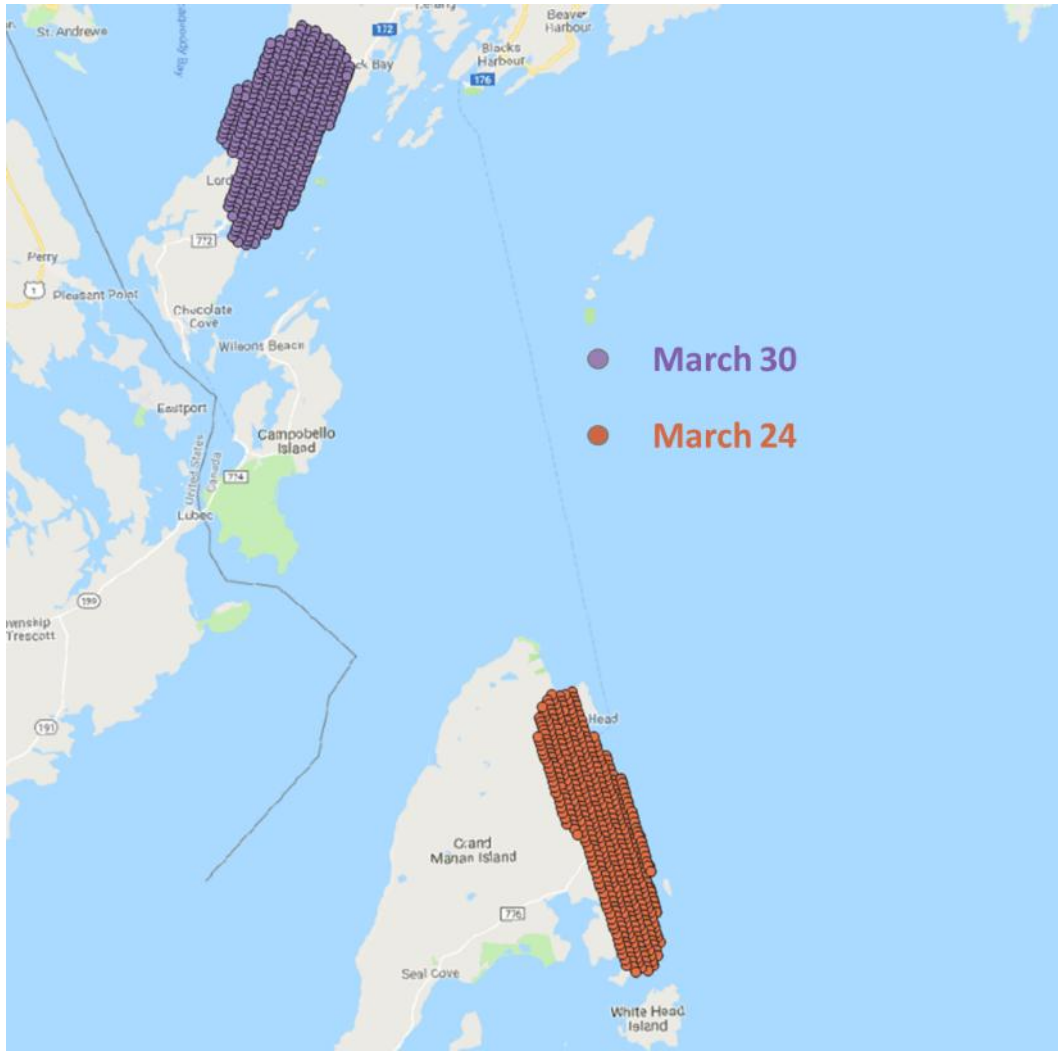 St. Andrews
172
Beaver
Harbour
Blacks
Harbour
176
Bay
772
Perry
1
Pleasant Point
Chocolate
Cove
Wilsons Beach
March 30
Eastport
March 24
Campobello
Island
United States
Canada
774
Lubec
Trescott
191
Head
Grand
Manan Island
776
Seal Cove
White Head
Island